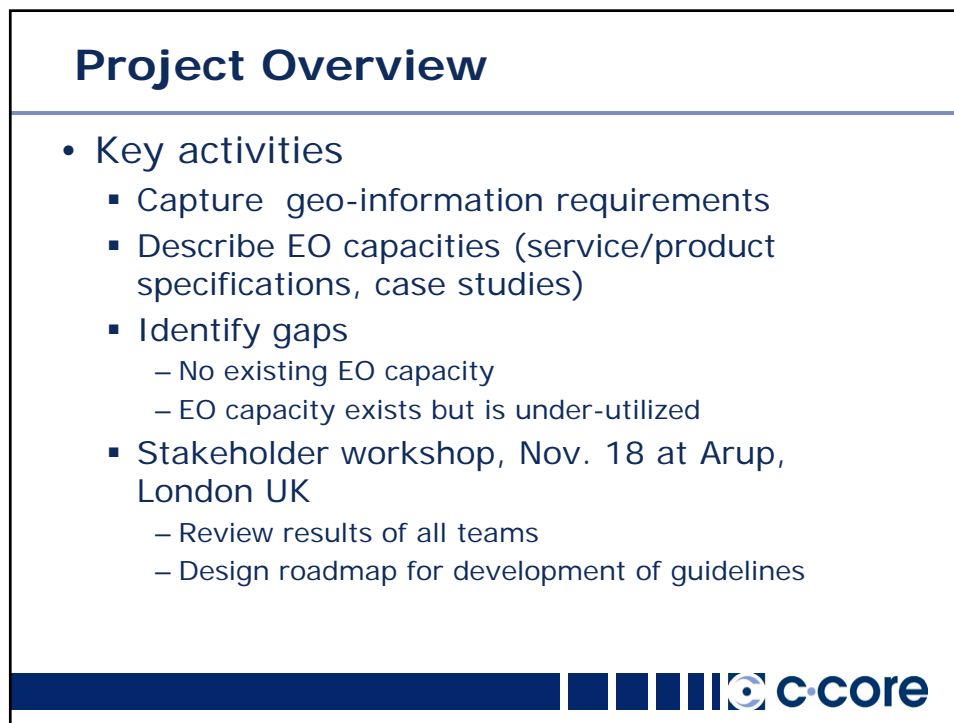 Project Overview
• Key activities
▪ Capture geo-information requirements
▪ Describe EO capacities (service/product
specifications, case studies)
▪ Identify gaps
– No existing EO capacity
– EO capacity exists but is under-utilized
▪ Stakeholder workshop, Nov. 18 at Arup,
London UK
– Review results of all teams
– Design roadmap for development of guidelines
c·core